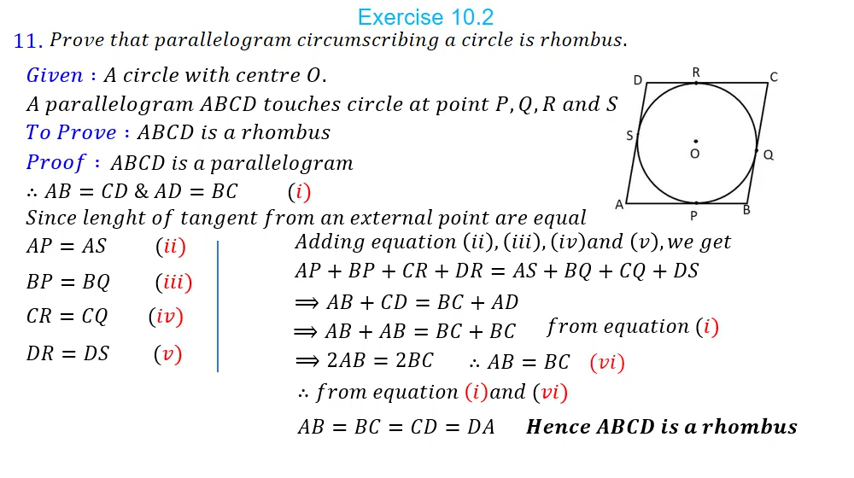 Exercise 10.2
11. Prove that parallelogram circumscribing a circle is rhombus.
Given : A circle with centre O.
A parallelogram ABCD touches circle at point P, Q, R and S
To Prove : ABCD is a rhombus
Proof : ABCD is a parallelogram
∴ AB = CD & AD = BC (i)
Since lenght of tangent from an external point are equal
AP = AS (ii)
BP = BQ (iii)
CR = CQ (iv)
DR = DS (v)
Adding equation (ii), (iii), (iv)and (v), we get
AP + BP + CR + DR = AS + BQ + CQ + DS
⟹ AB + CD = BC + AD
⟹ AB + AB = BC + BC from equation (i)
⟹ 2AB = 2BC ∴ AB = BC (vi)
∴ from equation (i)and (vi)
AB = BC = CD = DA Hence ABCD is a rhombus
D R C
S
O Q
A P B